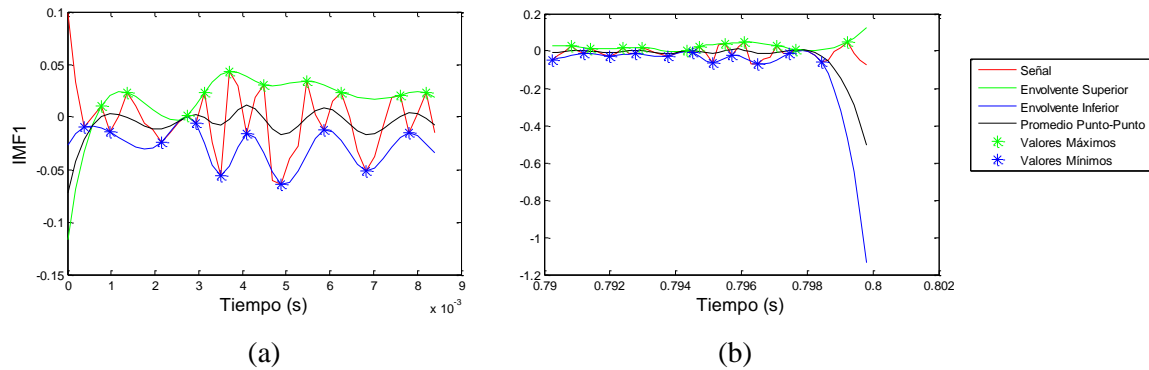 0.1
0.05
0
-0.05
-0.1
-0.15
IMF1
0 1 2 3 4 5 6 7 8 9
x 10⁻³
Tiempo (s)
(a)
0.2
0
-0.2
-0.4
-0.6
-0.8
-1
-1.2
0.79 0.792 0.794 0.796 0.798 0.8 0.802
Tiempo (s)
(b)
Señal
Envolvente Superior
Envolvente Inferior
Promedio Punto-Punto
Valores Máximos
Valores Mínimos